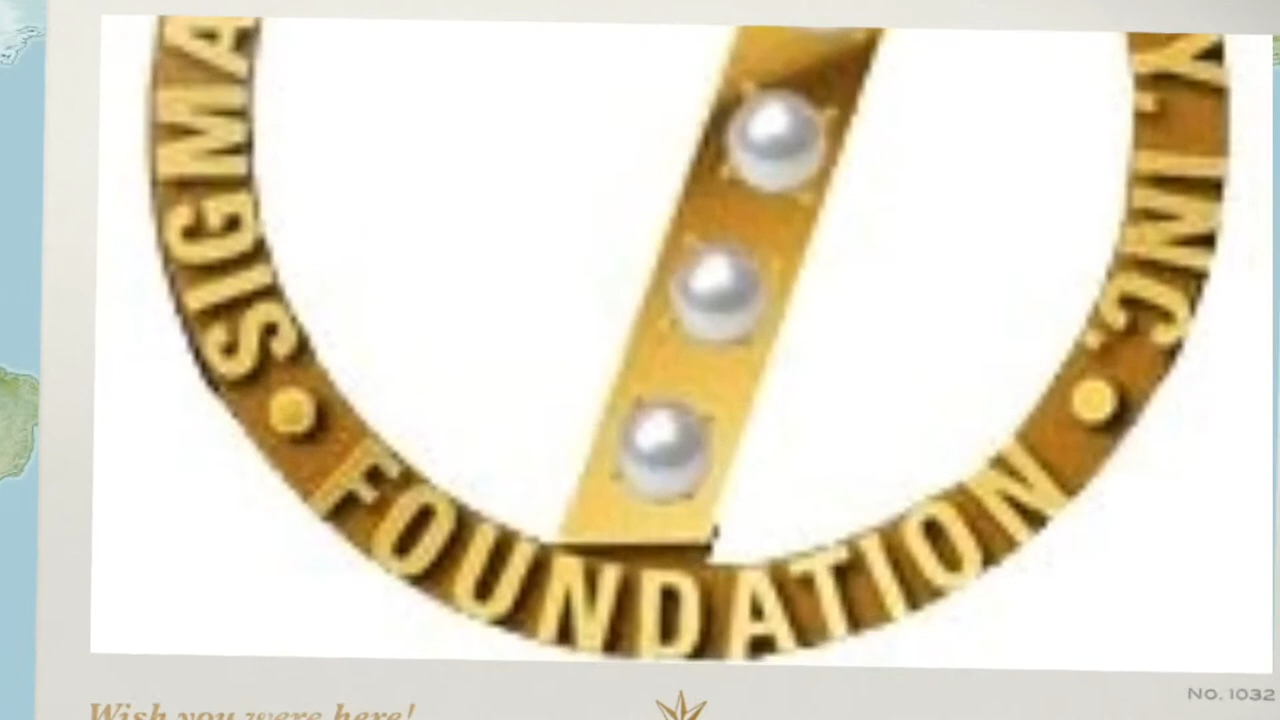 SIGMA
Y, INC.
FOUNDATION
NO. 1032
Wish you were here!